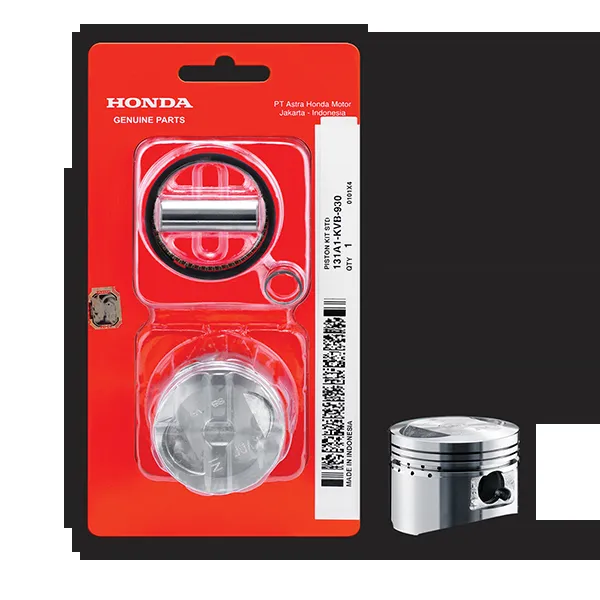 HONDA
GENUINE PARTS
PT Astra Honda Motor
Jakarta - Indonesia
PISTON KIT STD
131A1-KVB-930
QTY 1
0101X4
MADE IN INDONESIA